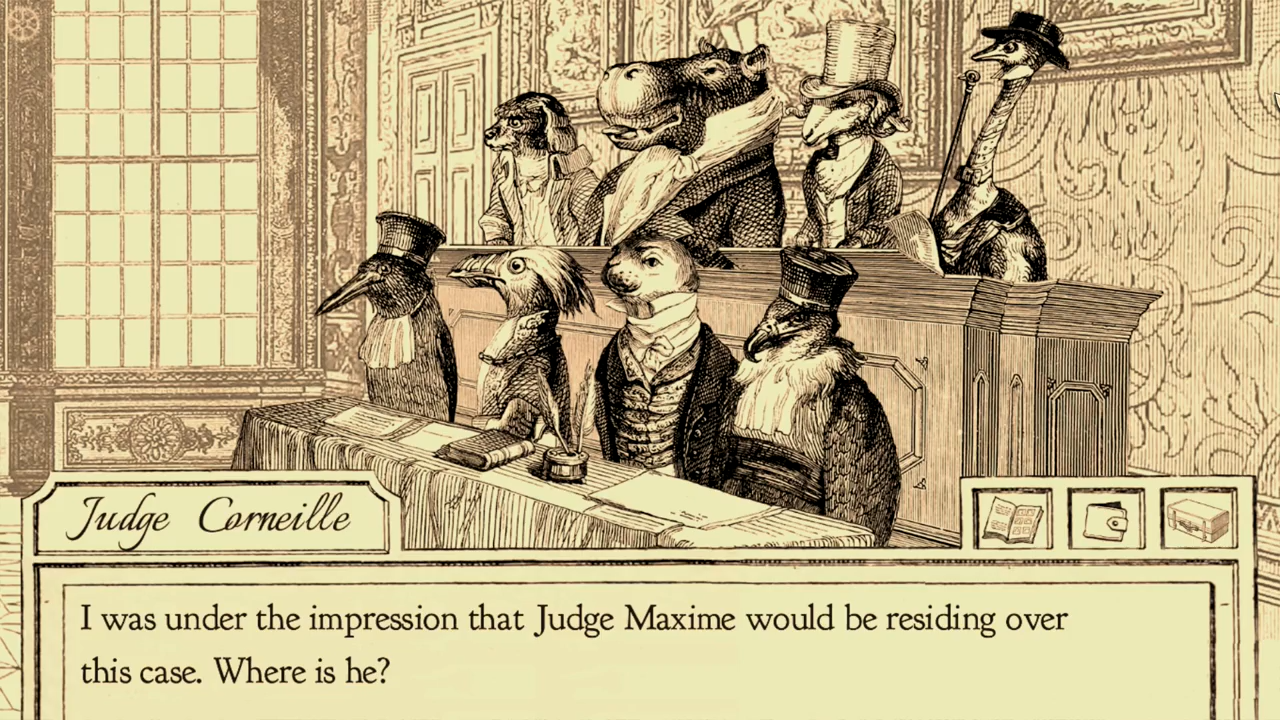 Judge Corneille
I was under the impression that Judge Maxime would be residing over
this case. Where is he?